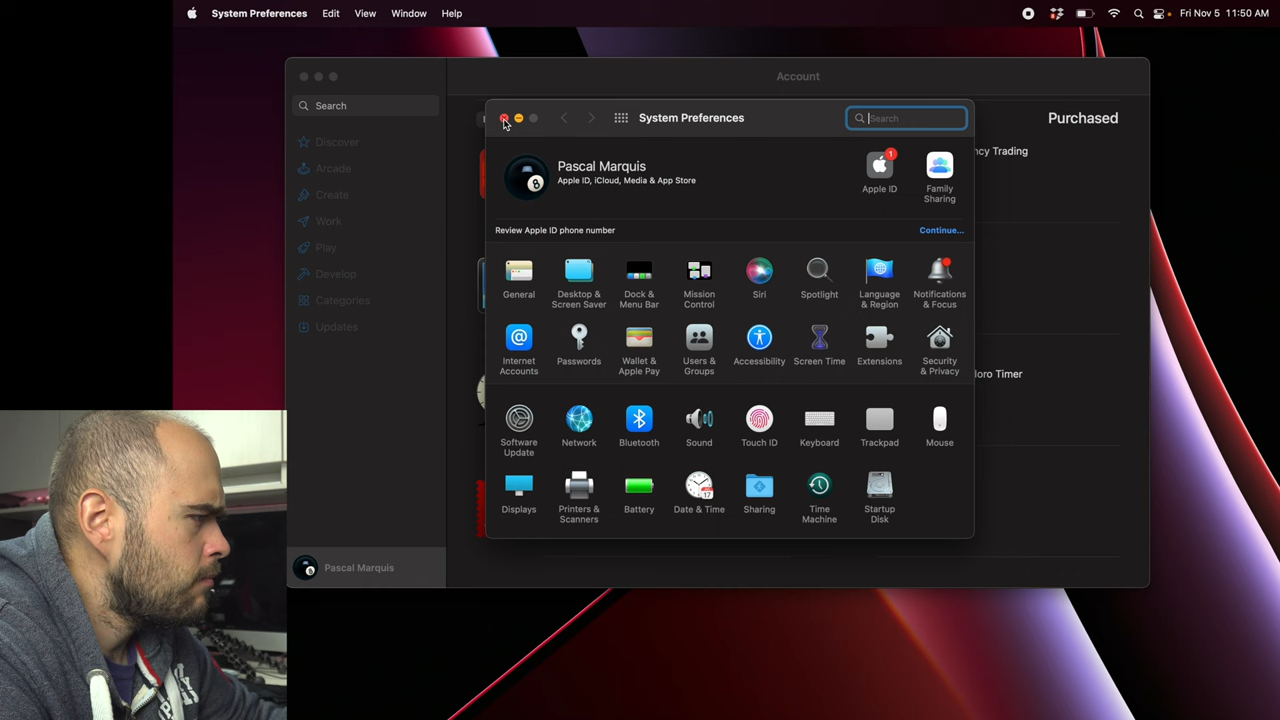 System Preferences Edit View Window Help
Fri Nov 5 11:50 AM
Account
Search
Discover
Arcade
Create
Work
Play
Develop
Categories
Updates
Pascal Marquis
Purchased
ncy Trading
oro Timer
System Preferences
Search
Pascal Marquis
Apple ID, iCloud, Media & App Store
1
Apple ID
Family
Sharing
Review Apple ID phone number
Continue...
General
Desktop &
Screen Saver
Dock &
Menu Bar
Mission
Control
Siri
Spotlight
Language
& Region
Notifications
& Focus
Internet
Accounts
Passwords
Wallet &
Apple Pay
Users &
Groups
Accessibility
Screen Time
Extensions
Security
& Privacy
Software
Update
Network
Bluetooth
Sound
Touch ID
Keyboard
Trackpad
Mouse
Displays
Printers &
Scanners
Battery
17
Date & Time
Sharing
Time
Machine
Startup
Disk